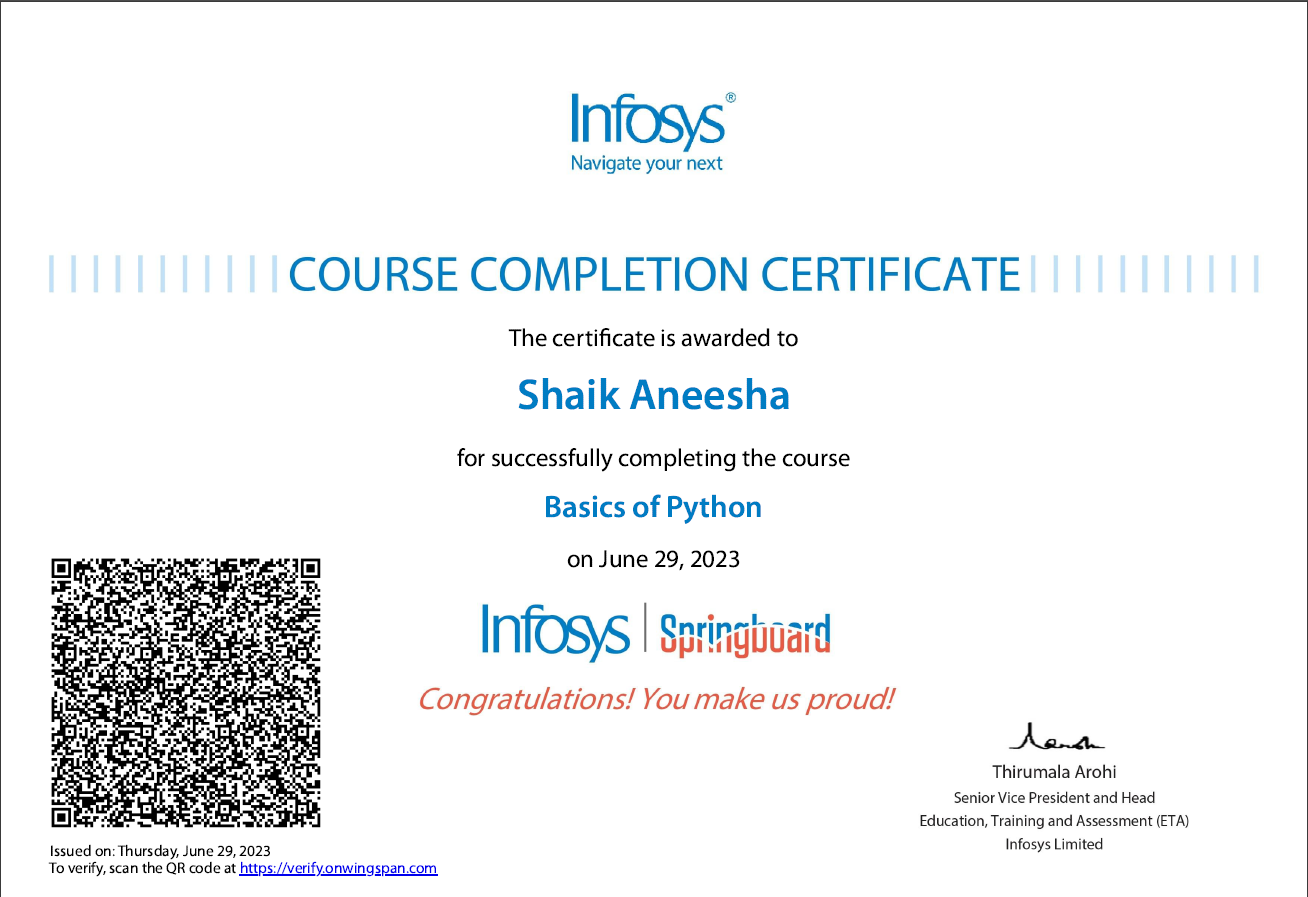 Infosys®
Navigate your next
COURSE COMPLETION CERTIFICATE
The certificate is awarded to
Shaik Aneesha
for successfully completing the course
Basics of Python
on June 29, 2023
Infosys | Springboard
Congratulations! You make us proud!
Thirumala Arohi
Senior Vice President and Head
Education, Training and Assessment (ETA)
Infosys Limited
Issued on: Thursday, June 29, 2023
To verify, scan the QR code at https://verify.onwingspan.com